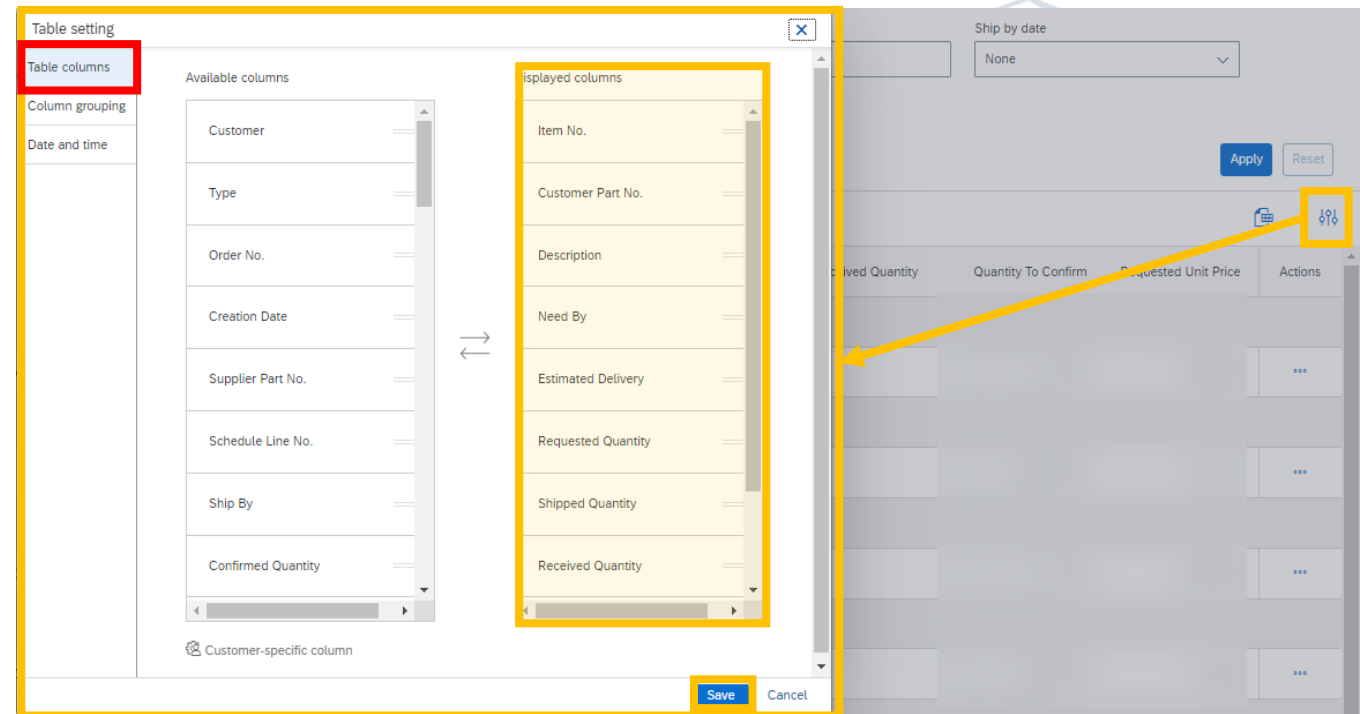 Table setting
Table columns
Column grouping
Date and time
Available columns
Customer
Type
Order No.
Creation Date
Supplier Part No.
Schedule Line No.
Ship By
Confirmed Quantity
Customer-specific column
isplayed columns
Item No.
Customer Part No.
Description
Need By
Estimated Delivery
Requested Quantity
Shipped Quantity
Received Quantity
Save Cancel
Ship by date
None
Apply Reset
Quantity Quantity To Confirm Requested Unit Price Actions